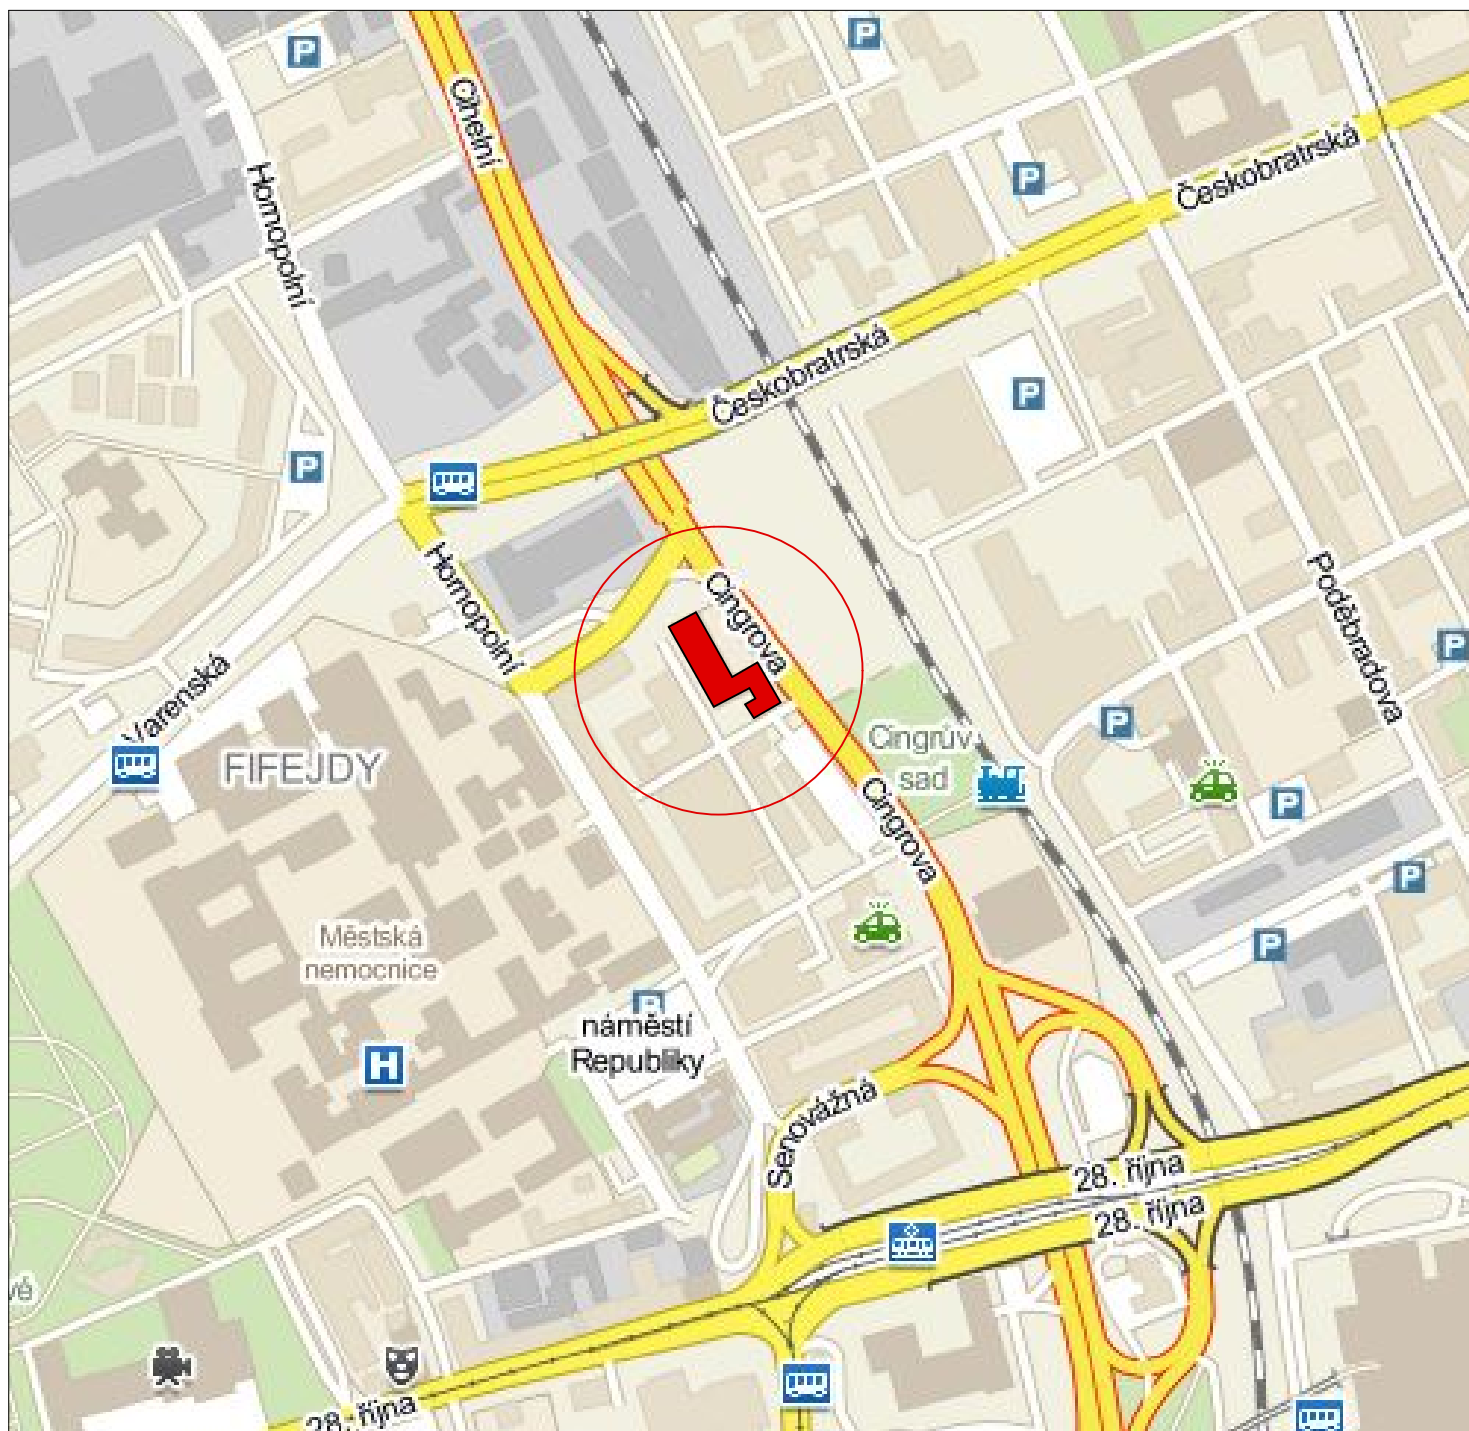 P
P
Cihelní
Českobratrská
Hornopolní
P
Českobratrská
P
P
Hornopolní
Cingrova
Poděbradova
P
Varenská
P
FIFEJDY
Cingrův
sad
P
Cingrova
P
Městská
nemocnice
P
P
náměstí
Republiky
H
Senovážná
28. října
28. října
28. října